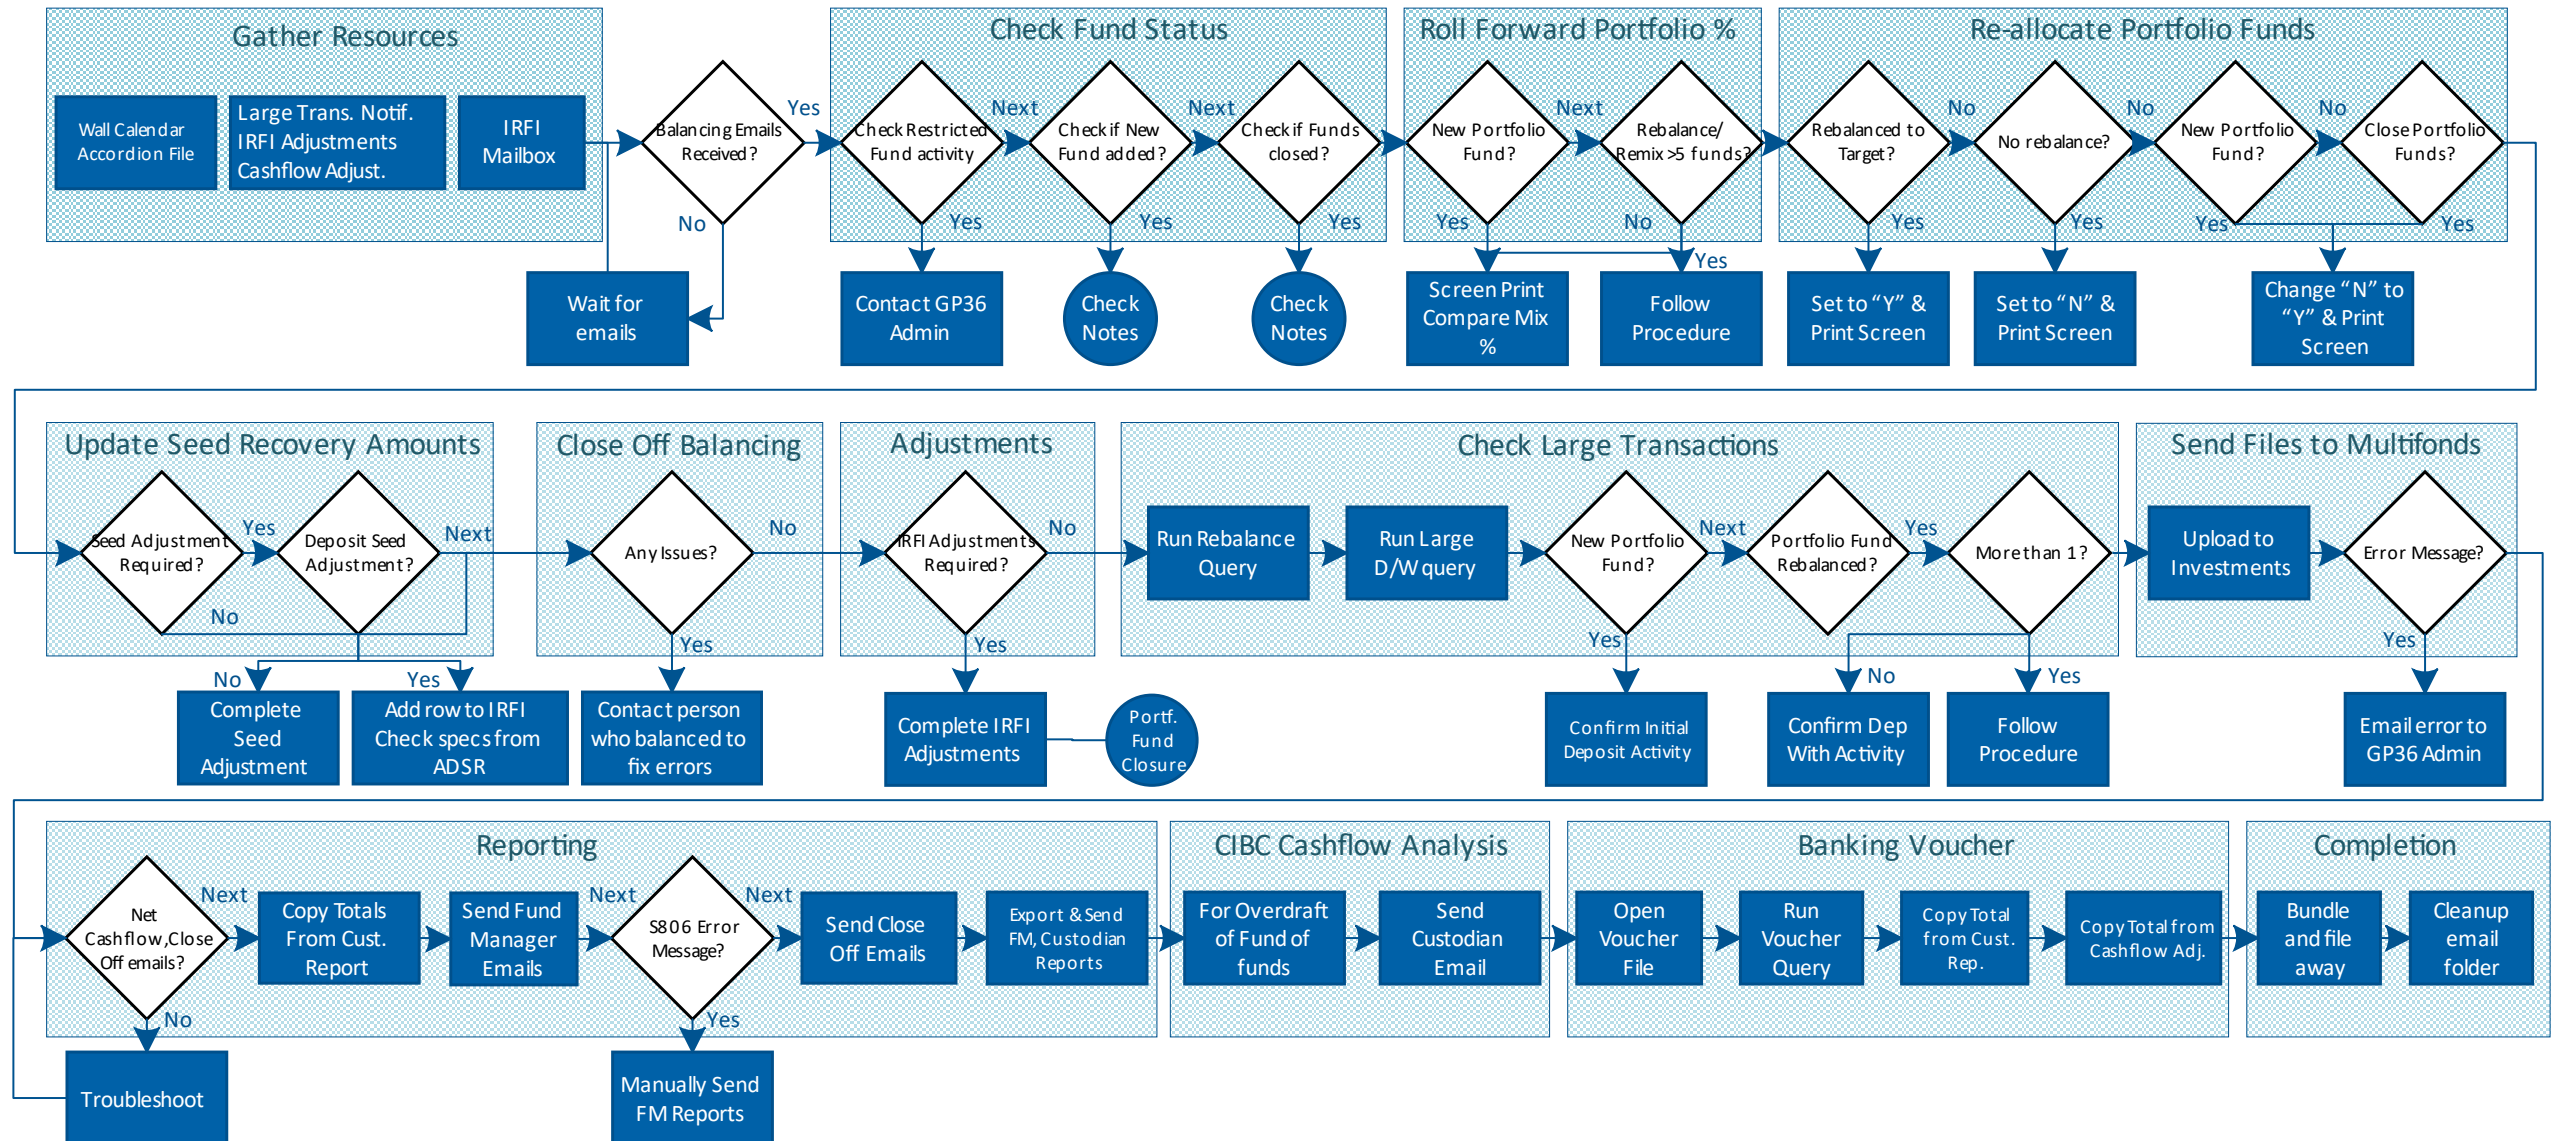 Gather Resources
Check Fund Status
Roll Forward Portfolio %
Re-allocate Portfolio Funds
Wall Calendar
Accordion File
Large Trans. Notif.
IRFI Adjustments
Cashflow Adjust.
IRFI
Mailbox
Balancing Emails
Received?
Yes
No
Wait for
emails
Check Restricted
Fund activity
Next
Yes
Contact GP36
Admin
Check if New
Fund added?
Next
Yes
Check
Notes
Check if Funds
closed?
Yes
Check
Notes
New Portfolio
Fund?
Next
Yes
Screen Print
Compare Mix
%
Rebalance/
Remix >5 funds?
No
Yes
Follow
Procedure
Rebalanced to
Target?
No
Yes
Set to “Y” &
Print Screen
No rebalance?
No
Yes
Set to “N” &
Print Screen
New Portfolio
Fund?
No
Yes
Close Portfolio
Funds?
Yes
Change “N” to
“Y” & Print
Screen
Update Seed Recovery Amounts
Close Off Balancing
Adjustments
Check Large Transactions
Send Files to Multifonds
Seed Adjustment
Required?
Yes
No
Deposit Seed
Adjustment?
Next
No
Yes
Complete
Seed
Adjustment
Add row to IRFI
Check specs from
ADSR
Any Issues?
No
Yes
Contact person
who balanced to
fix errors
IRFI Adjustments
Required?
No
Yes
Complete IRFI
Adjustments
Portf.
Fund
Closure
Run Rebalance
Query
Run Large
D/W query
New Portfolio
Fund?
Next
Yes
Confirm Initial
Deposit Activity
Portfolio Fund
Rebalanced?
Yes
More than 1?
No
Yes
Confirm Dep
With Activity
Follow
Procedure
Upload to
Investments
Error Message?
Yes
Email error to
GP36 Admin
Reporting
CIBC Cashflow Analysis
Banking Voucher
Completion
Net
Cashflow,Close
Off emails?
Next
No
Troubleshoot
Copy Totals
From Cust.
Report
Send Fund
Manager
Emails
Next
S806 Error
Message?
Next
Yes
Manually Send
FM Reports
Send Close
Off Emails
Export & Send
FM, Custodian
Reports
For Overdraft
of Fund of
funds
Send
Custodian
Email
Open
Voucher
File
Run
Voucher
Query
Copy Total
from Cust.
Rep.
Copy Total from
Cashflow Adj.
Bundle
and file
away
Cleanup
email
folder